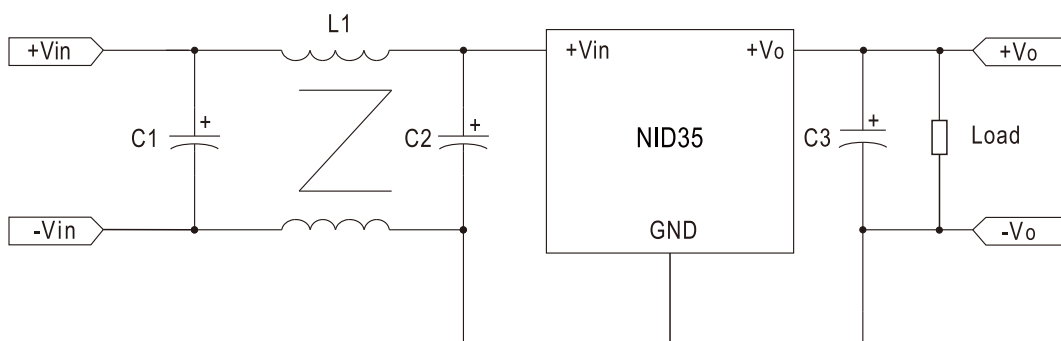 L1
+Vin
+Vin
+Vo
+Vo
C1
+
C2
+
NID35
C3
+
Load
-Vin
GND
-Vo